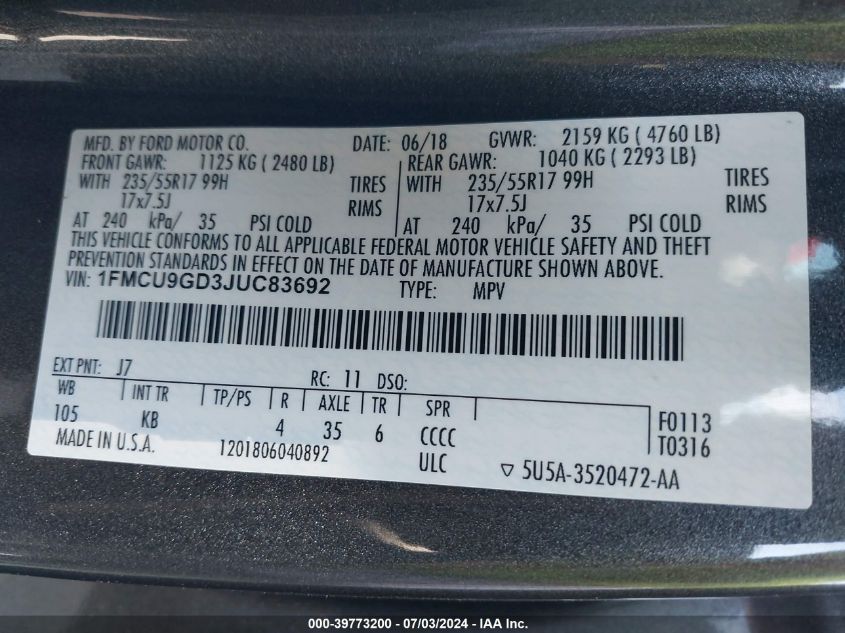 MFD. BY FORD MOTOR CO. DATE: 06/18 GVWR: 2159 KG ( 4760 LB)
FRONT GAWR: 1125 KG ( 2480 LB) REAR GAWR: 1040 KG ( 2293 LB)
WITH 235/55R17 99H TIRES WITH 235/55R17 99H TIRES
17x7.5J RIMS 17x7.5J RIMS
AT 240 kPa/ 35 PSI COLD AT 240 kPa/ 35 PSI COLD
THIS VEHICLE CONFORMS TO ALL APPLICABLE FEDERAL MOTOR VEHICLE SAFETY AND THEFT
PREVENTION STANDARDS IN EFFECT ON THE DATE OF MANUFACTURE SHOWN ABOVE.
VIN: 1FMCU9GD3JUC83692 TYPE: MPV
EXT PNT: J7 RC: 11 DSO:
WB INT TR TP/PS R AXLE TR SPR F0113
105 KB 4 35 6 CCCC T0316
MADE IN U.S.A. 1201806040892 ULC ▽ 5U5A-3520472-AA
000-39773200 - 07/03/2024 - IAA Inc.